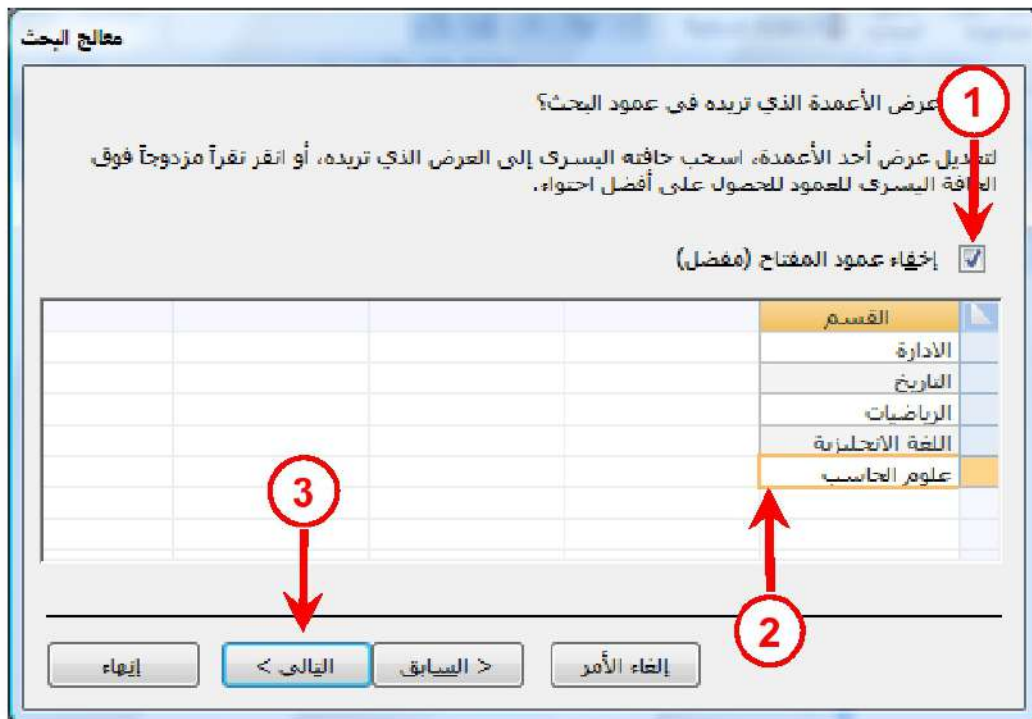 معالج البحث
1
عرض الأعمدة الذي تريده في عمود البحث؟
لتعديل عرض أحد الأعمدة، اسحب حافته اليسرى إلى العرض الذي تريده، أو انقر نقراً مزدوجاً فوق
الحافة اليسرى للعمود للحصول على أفضل احتواء.
إخفاء عمود المفتاح (مفضل)
القسم
الادارة
التاريخ
الرياضيات
اللغة الانجليزية
علوم الحاسب
3
2
إلغاء الأمر
< السابق
التالي >
إنهاء